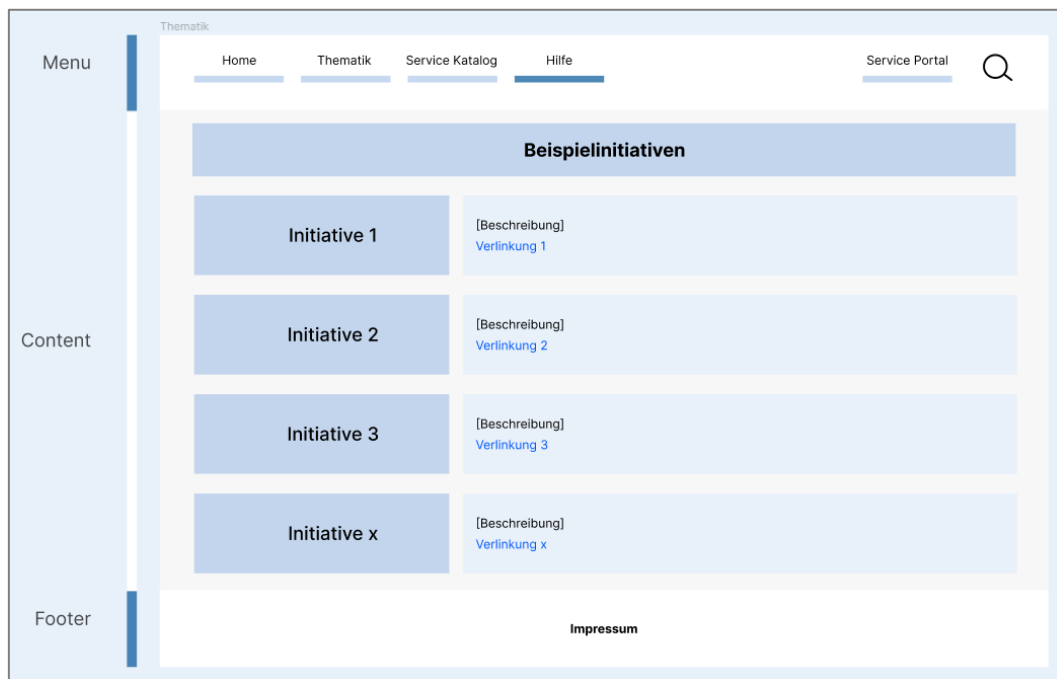 Thematik
Menu
Home Thematik Service Katalog Hilfe Service Portal
Beispielinitiativen
Initiative 1
[Beschreibung]
Verlinkung 1
Initiative 2
[Beschreibung]
Verlinkung 2
Content
Initiative 3
[Beschreibung]
Verlinkung 3
Initiative x
[Beschreibung]
Verlinkung x
Footer
Impressum